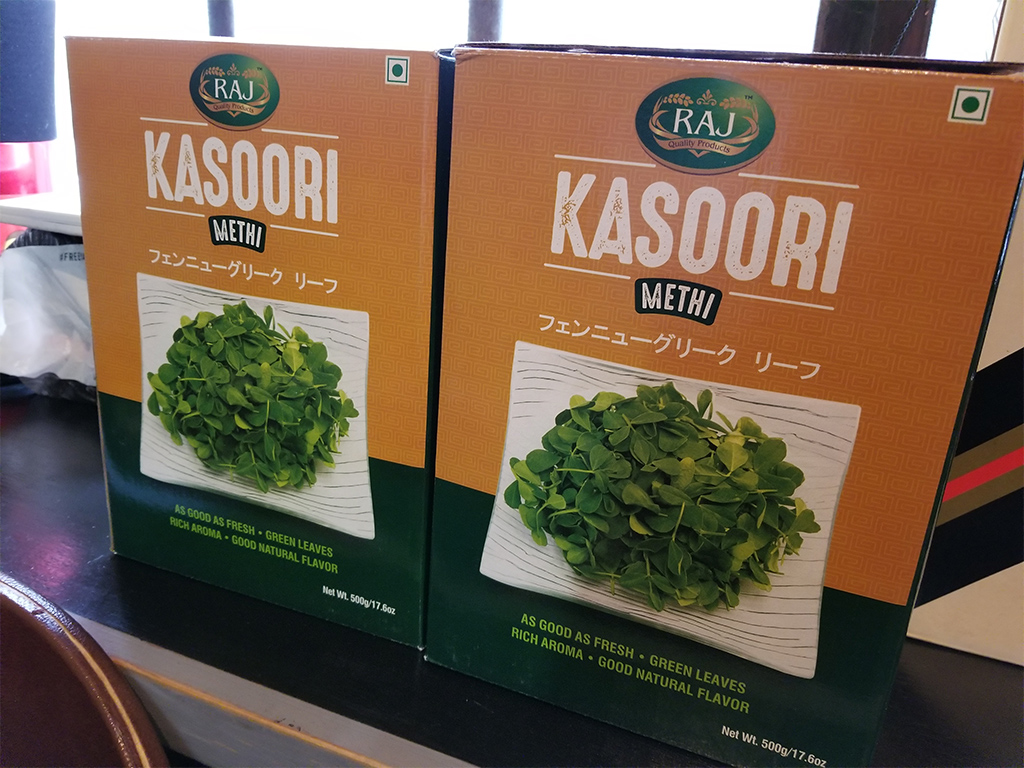 RAJ
TM
Quality Products
KASOORI
METHI
フェンニューグリーク リーフ
AS GOOD AS FRESH • GREEN LEAVES
RICH AROMA • GOOD NATURAL FLAVOR
Net Wt. 500g/17.6oz
RAJ
TM
Quality Products
KASOORI
METHI
フェンニューグリーク リーフ
AS GOOD AS FRESH • GREEN LEAVES
RICH AROMA • GOOD NATURAL FLAVOR
Net Wt. 500g/17.6oz